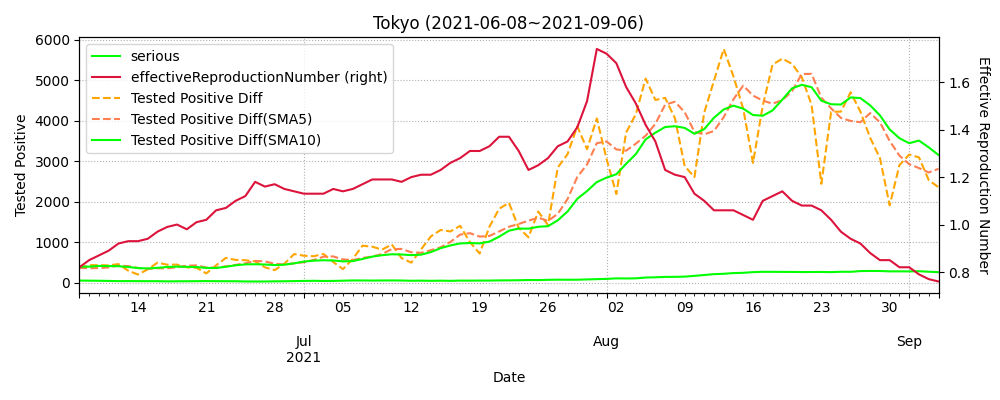 Tokyo (2021-06-08~2021-09-06)
serious
effectiveReproductionNumber (right)
Tested Positive Diff
Tested Positive Diff(SMA5)
Tested Positive Diff(SMA10)
Tested Positive
6000
5000
4000
3000
2000
1000
0
Effective Reproduction Number
1.6
1.4
1.2
1.0
0.8
14 21 28 05 12 19 26 02 09 16 23 30
Jul Aug Sep
2021
Date